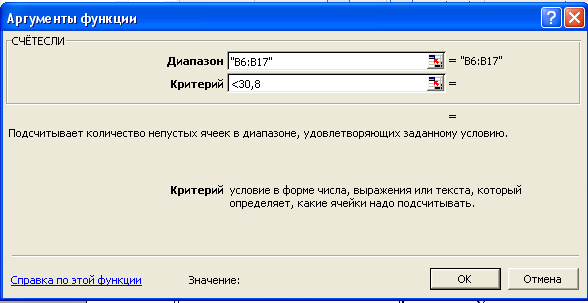 Аргументы функции
СЧЁТЕСЛИ
Диапазон "B6:B17" = "B6:B17"
Критерий <30,8 =
=
Подсчитывает количество непустых ячеек в диапазоне, удовлетворяющих заданному условию.
Критерий условие в форме числа, выражения или текста, который
определяет, какие ячейки надо подсчитывать.
Справка по этой функции Значение: OK Отмена